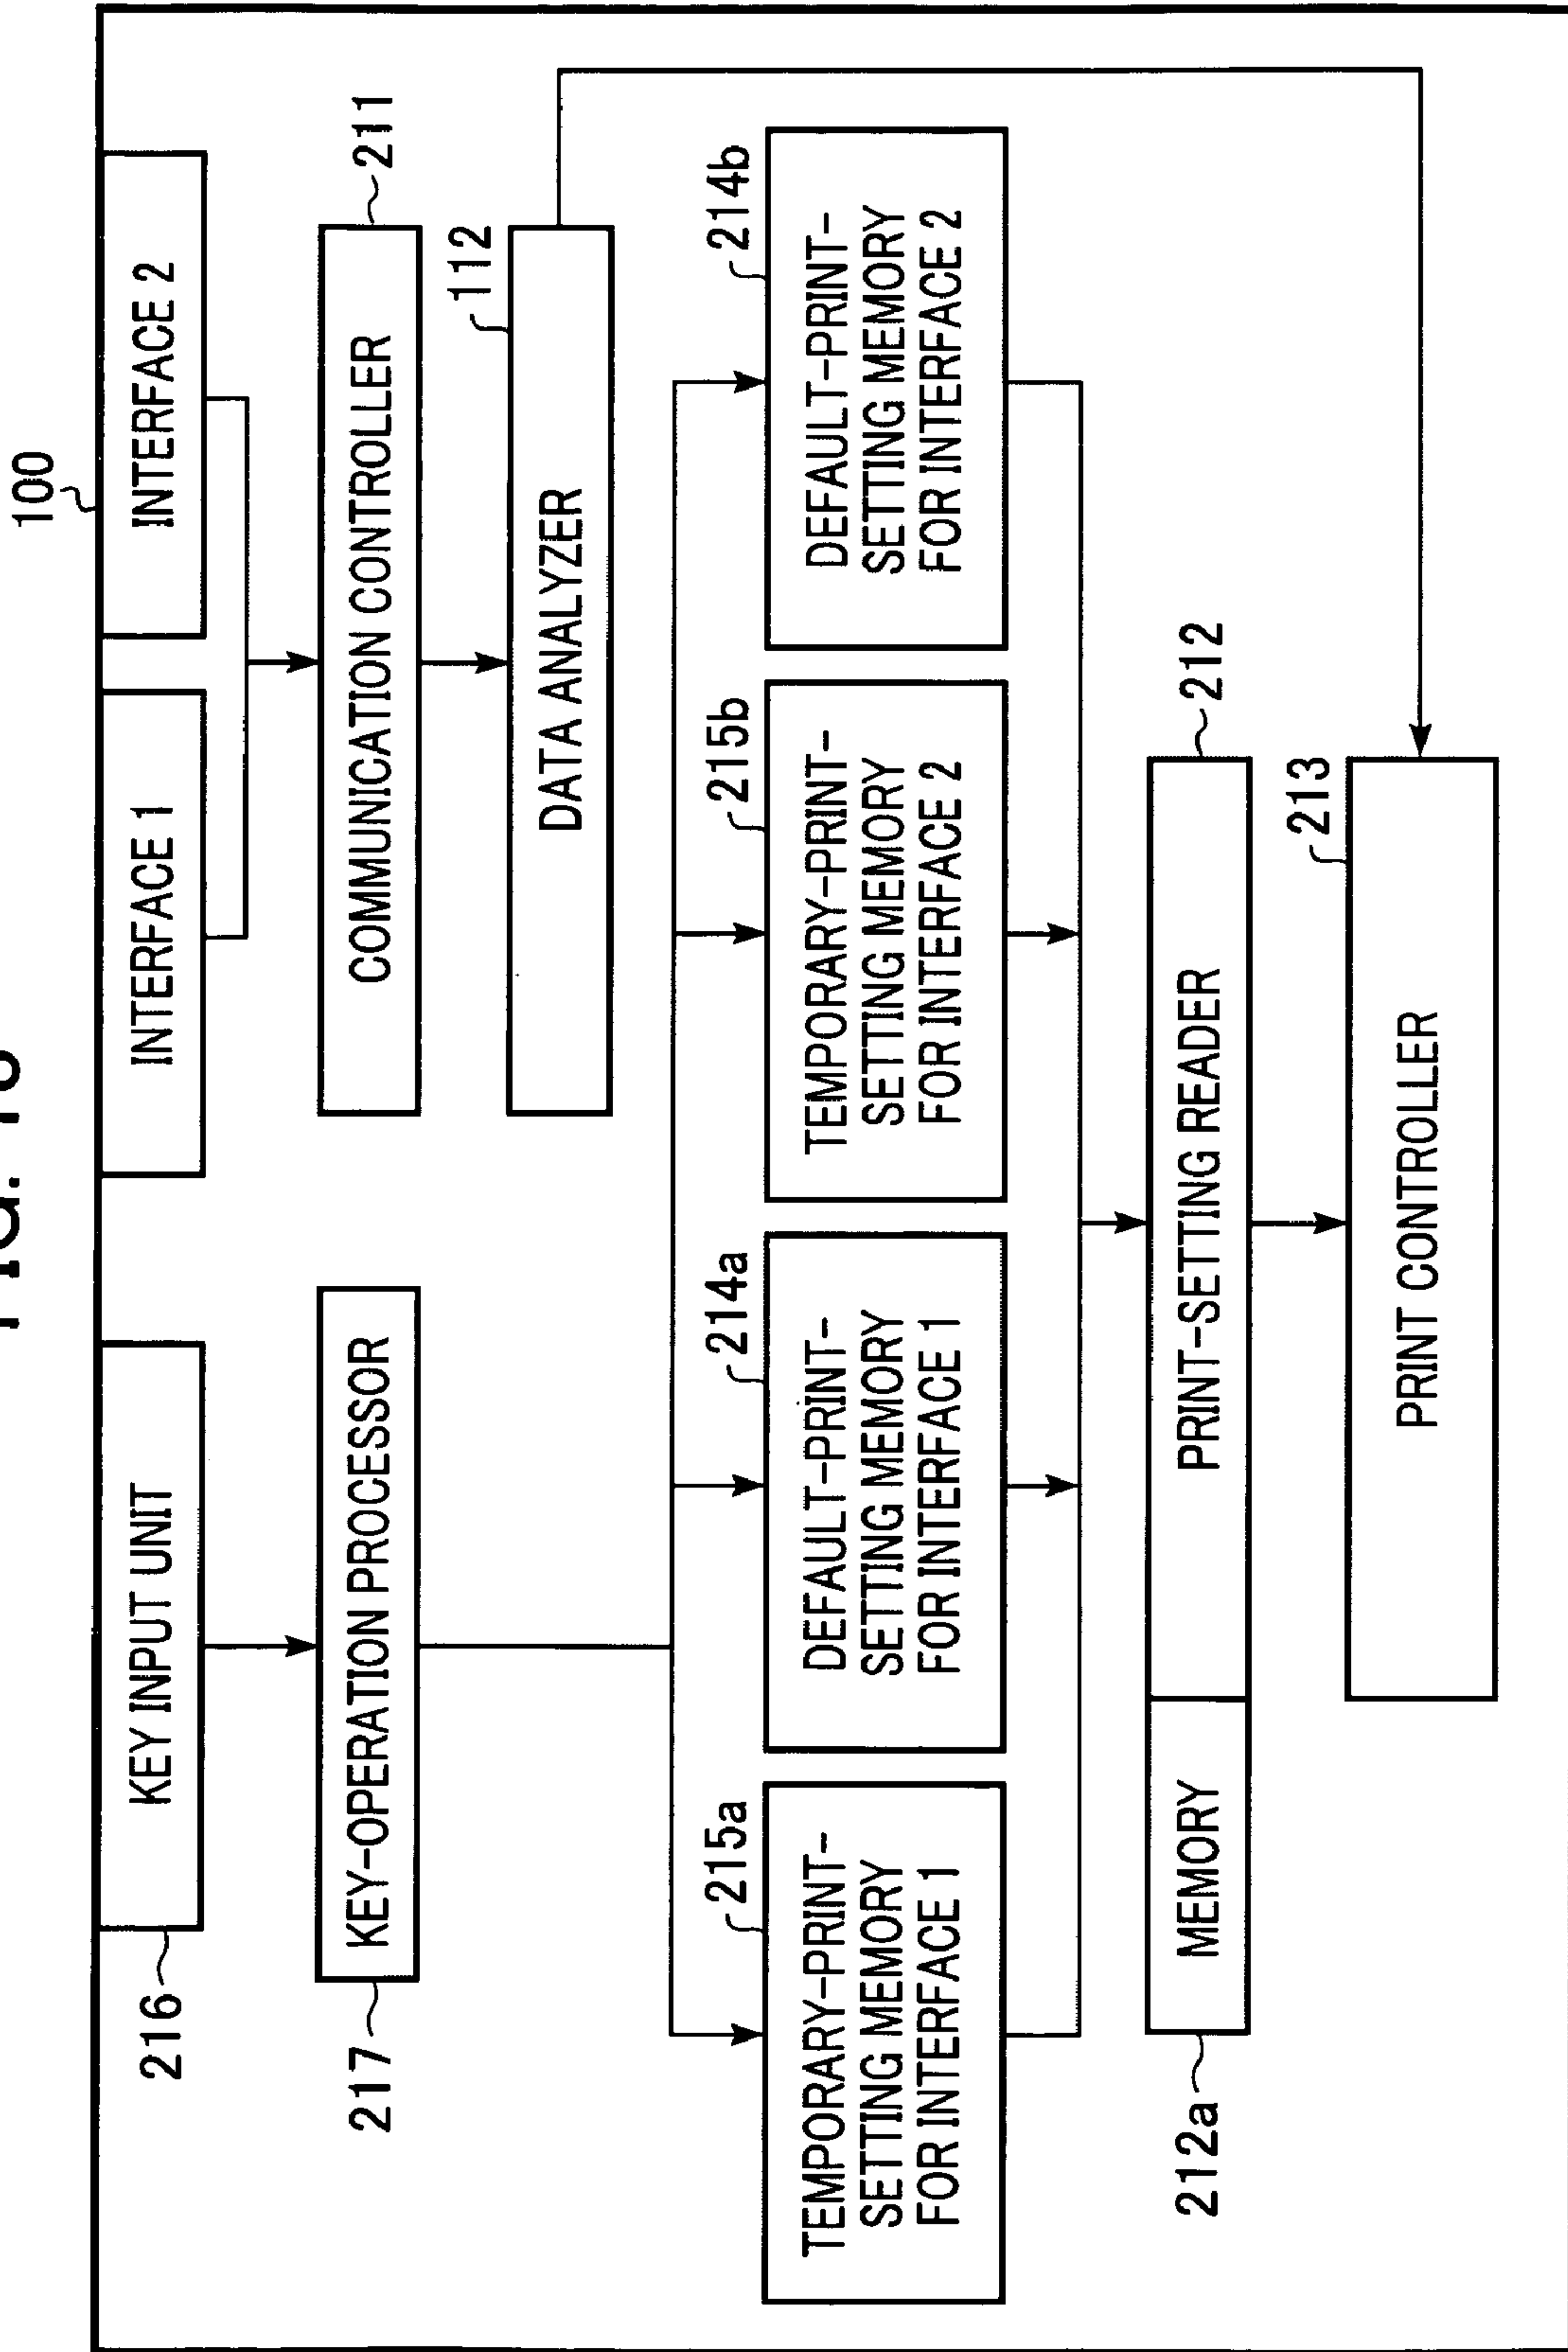 FIG.
100
KEY INPUT UNIT
INTERFACE 1
INTERFACE 2
216
217
KEY-OPERATION PROCESSOR
COMMUNICATION CONTROLLER
211
112
DATA ANALYZER
215a
214a
215b
214b
TEMPORARY-PRINT-
SETTING MEMORY
FOR INTERFACE 1
DEFAULT-PRINT-
SETTING MEMORY
FOR INTERFACE 1
TEMPORARY-PRINT-
SETTING MEMORY
FOR INTERFACE 2
DEFAULT-PRINT-
SETTING MEMORY
FOR INTERFACE 2
212a
MEMORY
PRINT-SETTING READER
212
213
PRINT CONTROLLER